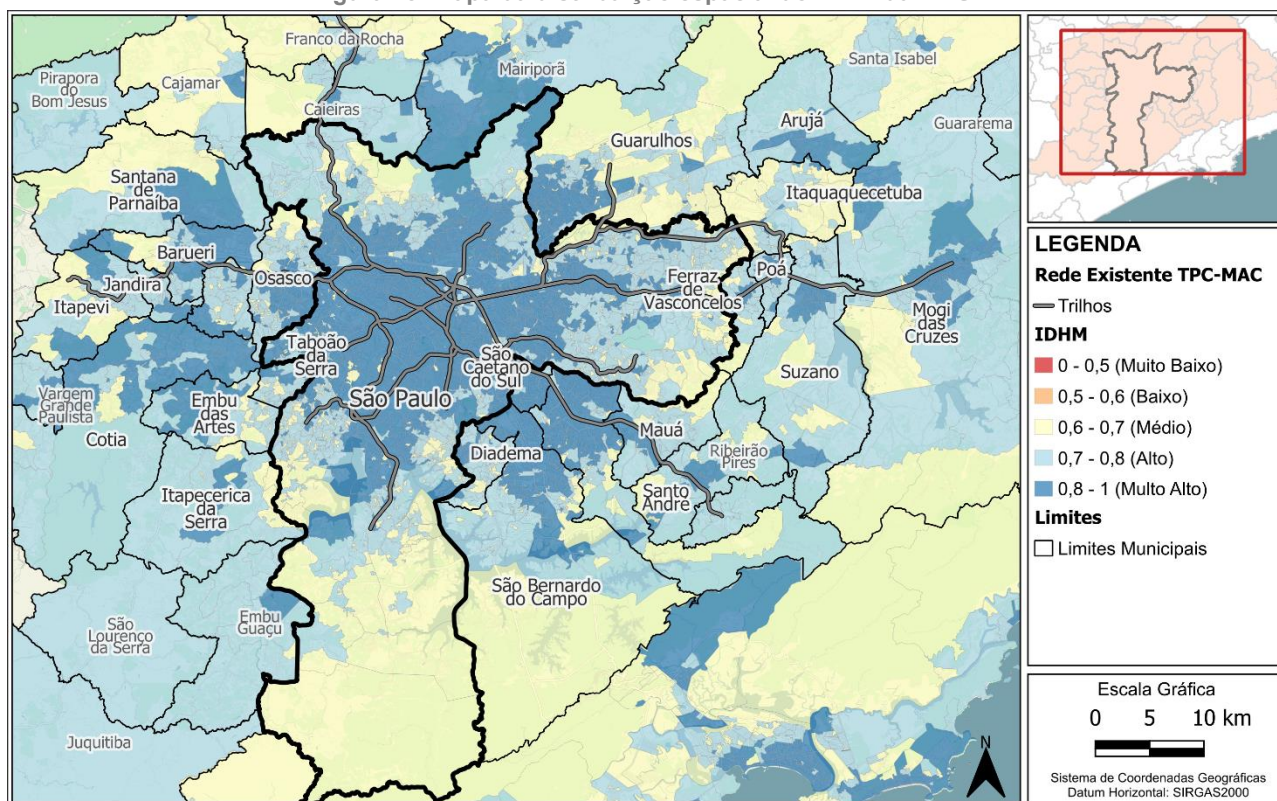 Franco da Rocha
Pirapora
do
Bom Jesus
Cajamar
Mairiporã
Santa Isabel
Caieiras
Guarulhos
Arujá
Guararema
Santana
de
Parnaíba
Itaquaquecetuba
Barueri
Jandira
Osasco
Itapevi
Ferraz
de
Vasconcelos
Poá
Mogi
das
Cruzes
Taboão
da
Serra
São
Caetano
do Sul
Suzano
São Paulo
Vargem
Grande
Paulista
Cotia
Embu
das
Artes
Diadema
Mauá
Ribeirão
Pires
Itapecerica
da
Serra
Santo
Andre
São Bernardo
do Campo
São
Lourenço
da Serra
Embu
Guaçu
Juquitiba
N
LEGENDA
Rede Existente TPC-MAC
Trilhos
IDHM
0 - 0,5 (Muito Baixo)
0,5 - 0,6 (Baixo)
0,6 - 0,7 (Médio)
0,7 - 0,8 (Alto)
0,8 - 1 (Multo Alto)
Limites
Limites Municipais
Escala Gráfica
0 5 10 km
Sistema de Coordenadas Geográficas
Datum Horizontal: SIRGAS2000